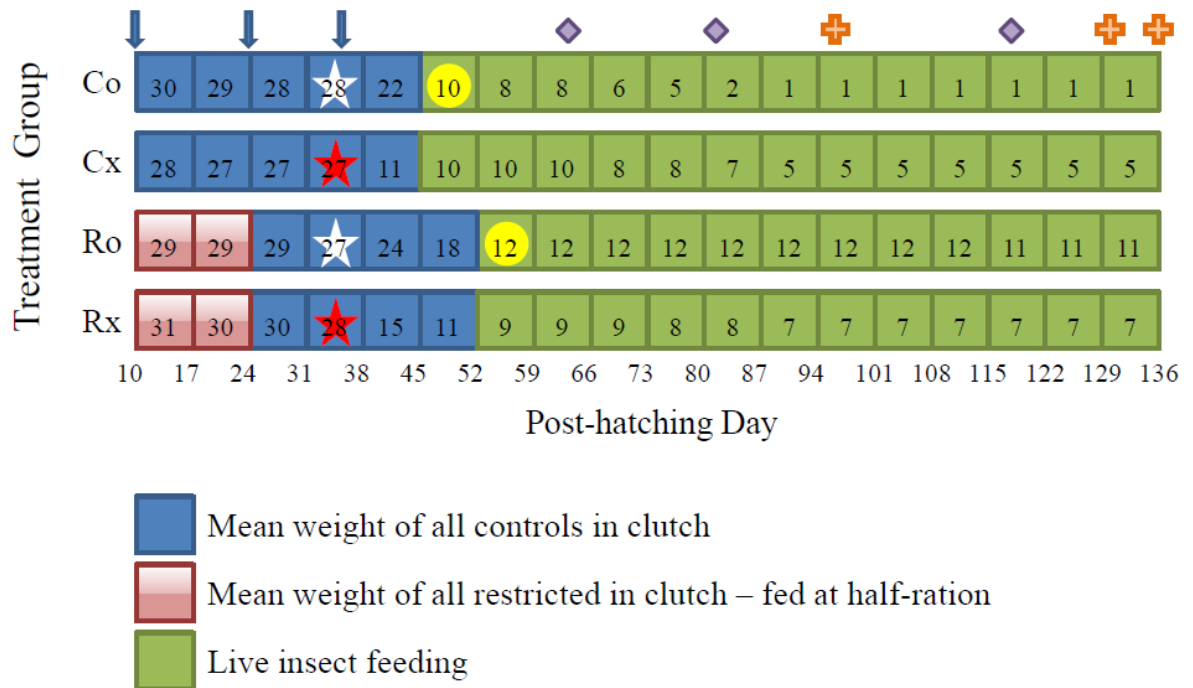 Treatment Group
Co 30 29 28 28 22 10 8 8 6 5 2 1 1 1 1 1 1 1
Cx 28 27 27 27 11 10 10 10 8 8 7 5 5 5 5 5 5 5
Ro 29 29 29 27 24 18 12 12 12 12 12 12 12 12 12 11 11 11
Rx 31 30 30 28 15 11 9 9 9 8 8 7 7 7 7 7 7 7
10 17 24 31 38 45 52 59 66 73 80 87 94 101 108 115 122 129 136
Post-hatching Day
Mean weight of all controls in clutch
Mean weight of all restricted in clutch – fed at half-ration
Live insect feeding